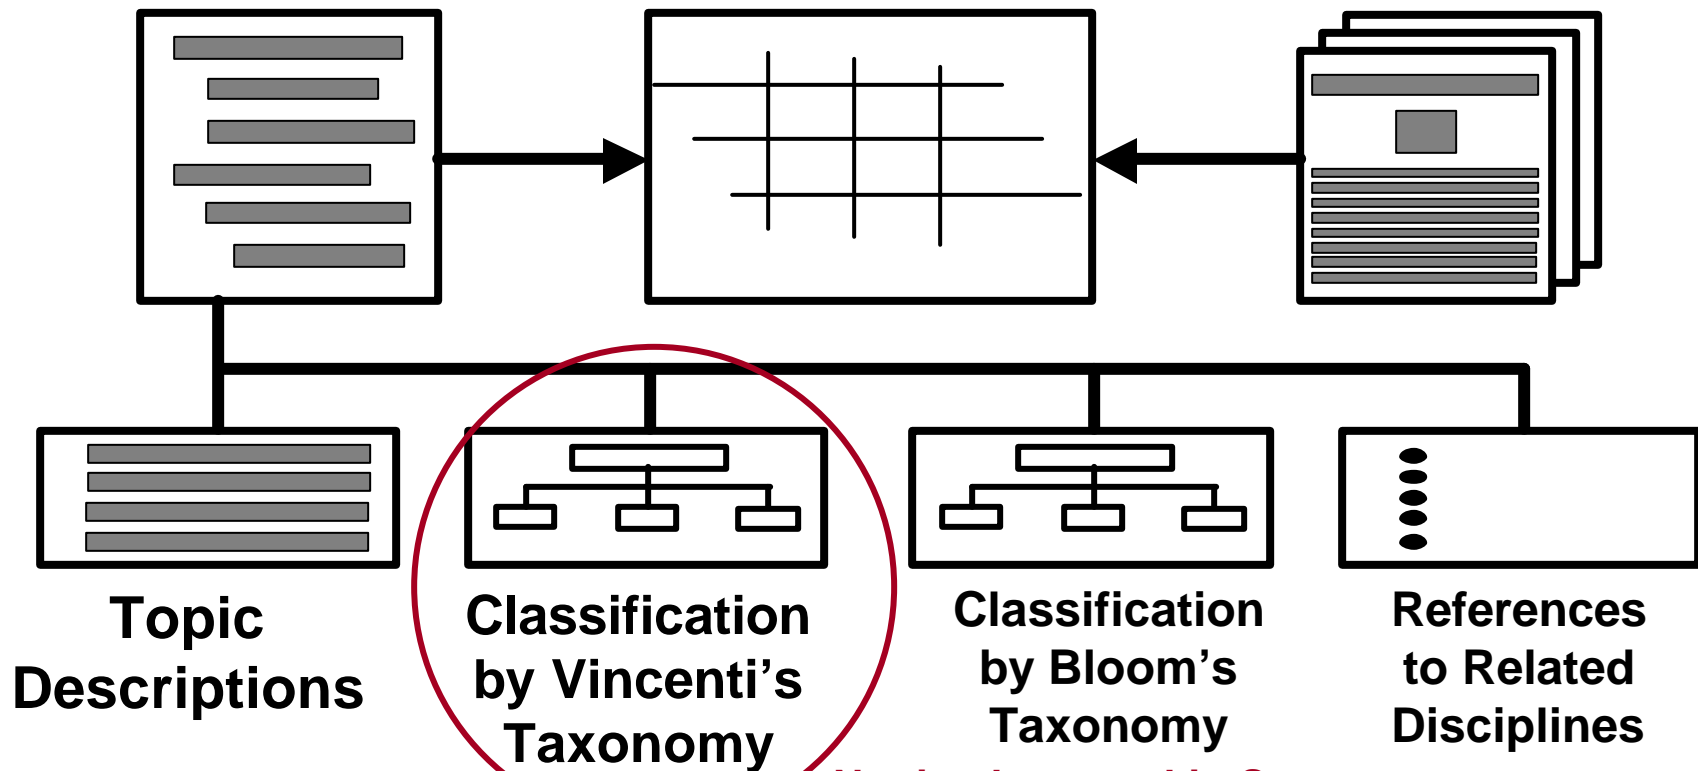 Topic
Descriptions
Classification
by Vincenti’s
Taxonomy
Classification
by Bloom’s
Taxonomy
References
to Related
Disciplines